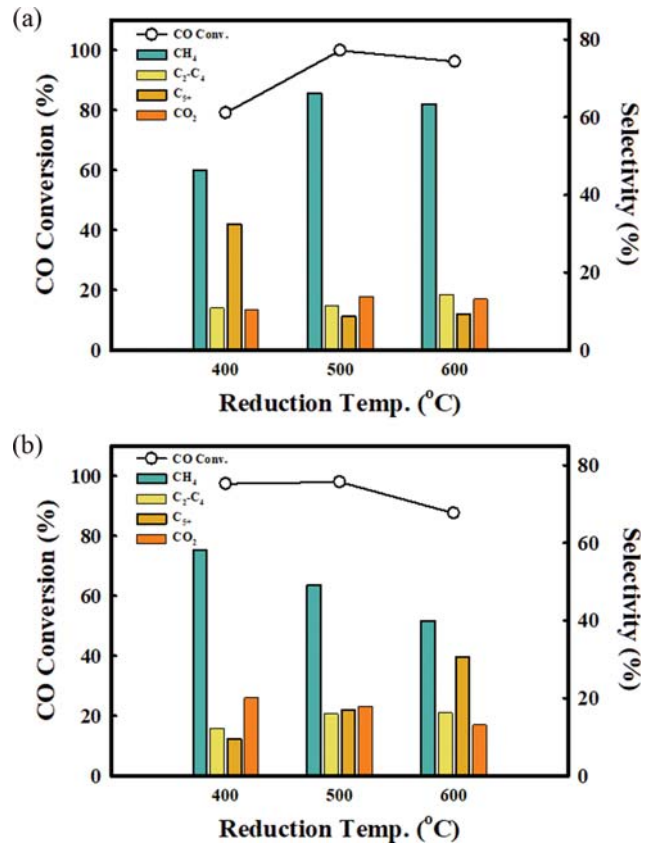 (a)
CO Conv.
CH4
C2-C4
C5+
CO2
100
80
60
40
20
0
80
60
40
20
0
CO Conversion (%)
Selectivity (%)
400 500 600
Reduction Temp. (°C)
(b)
CO Conv.
CH4
C2-C4
C5+
CO2
100
80
60
40
20
0
80
60
40
20
0
CO Conversion (%)
Selectivity (%)
400 500 600
Reduction Temp. (°C)